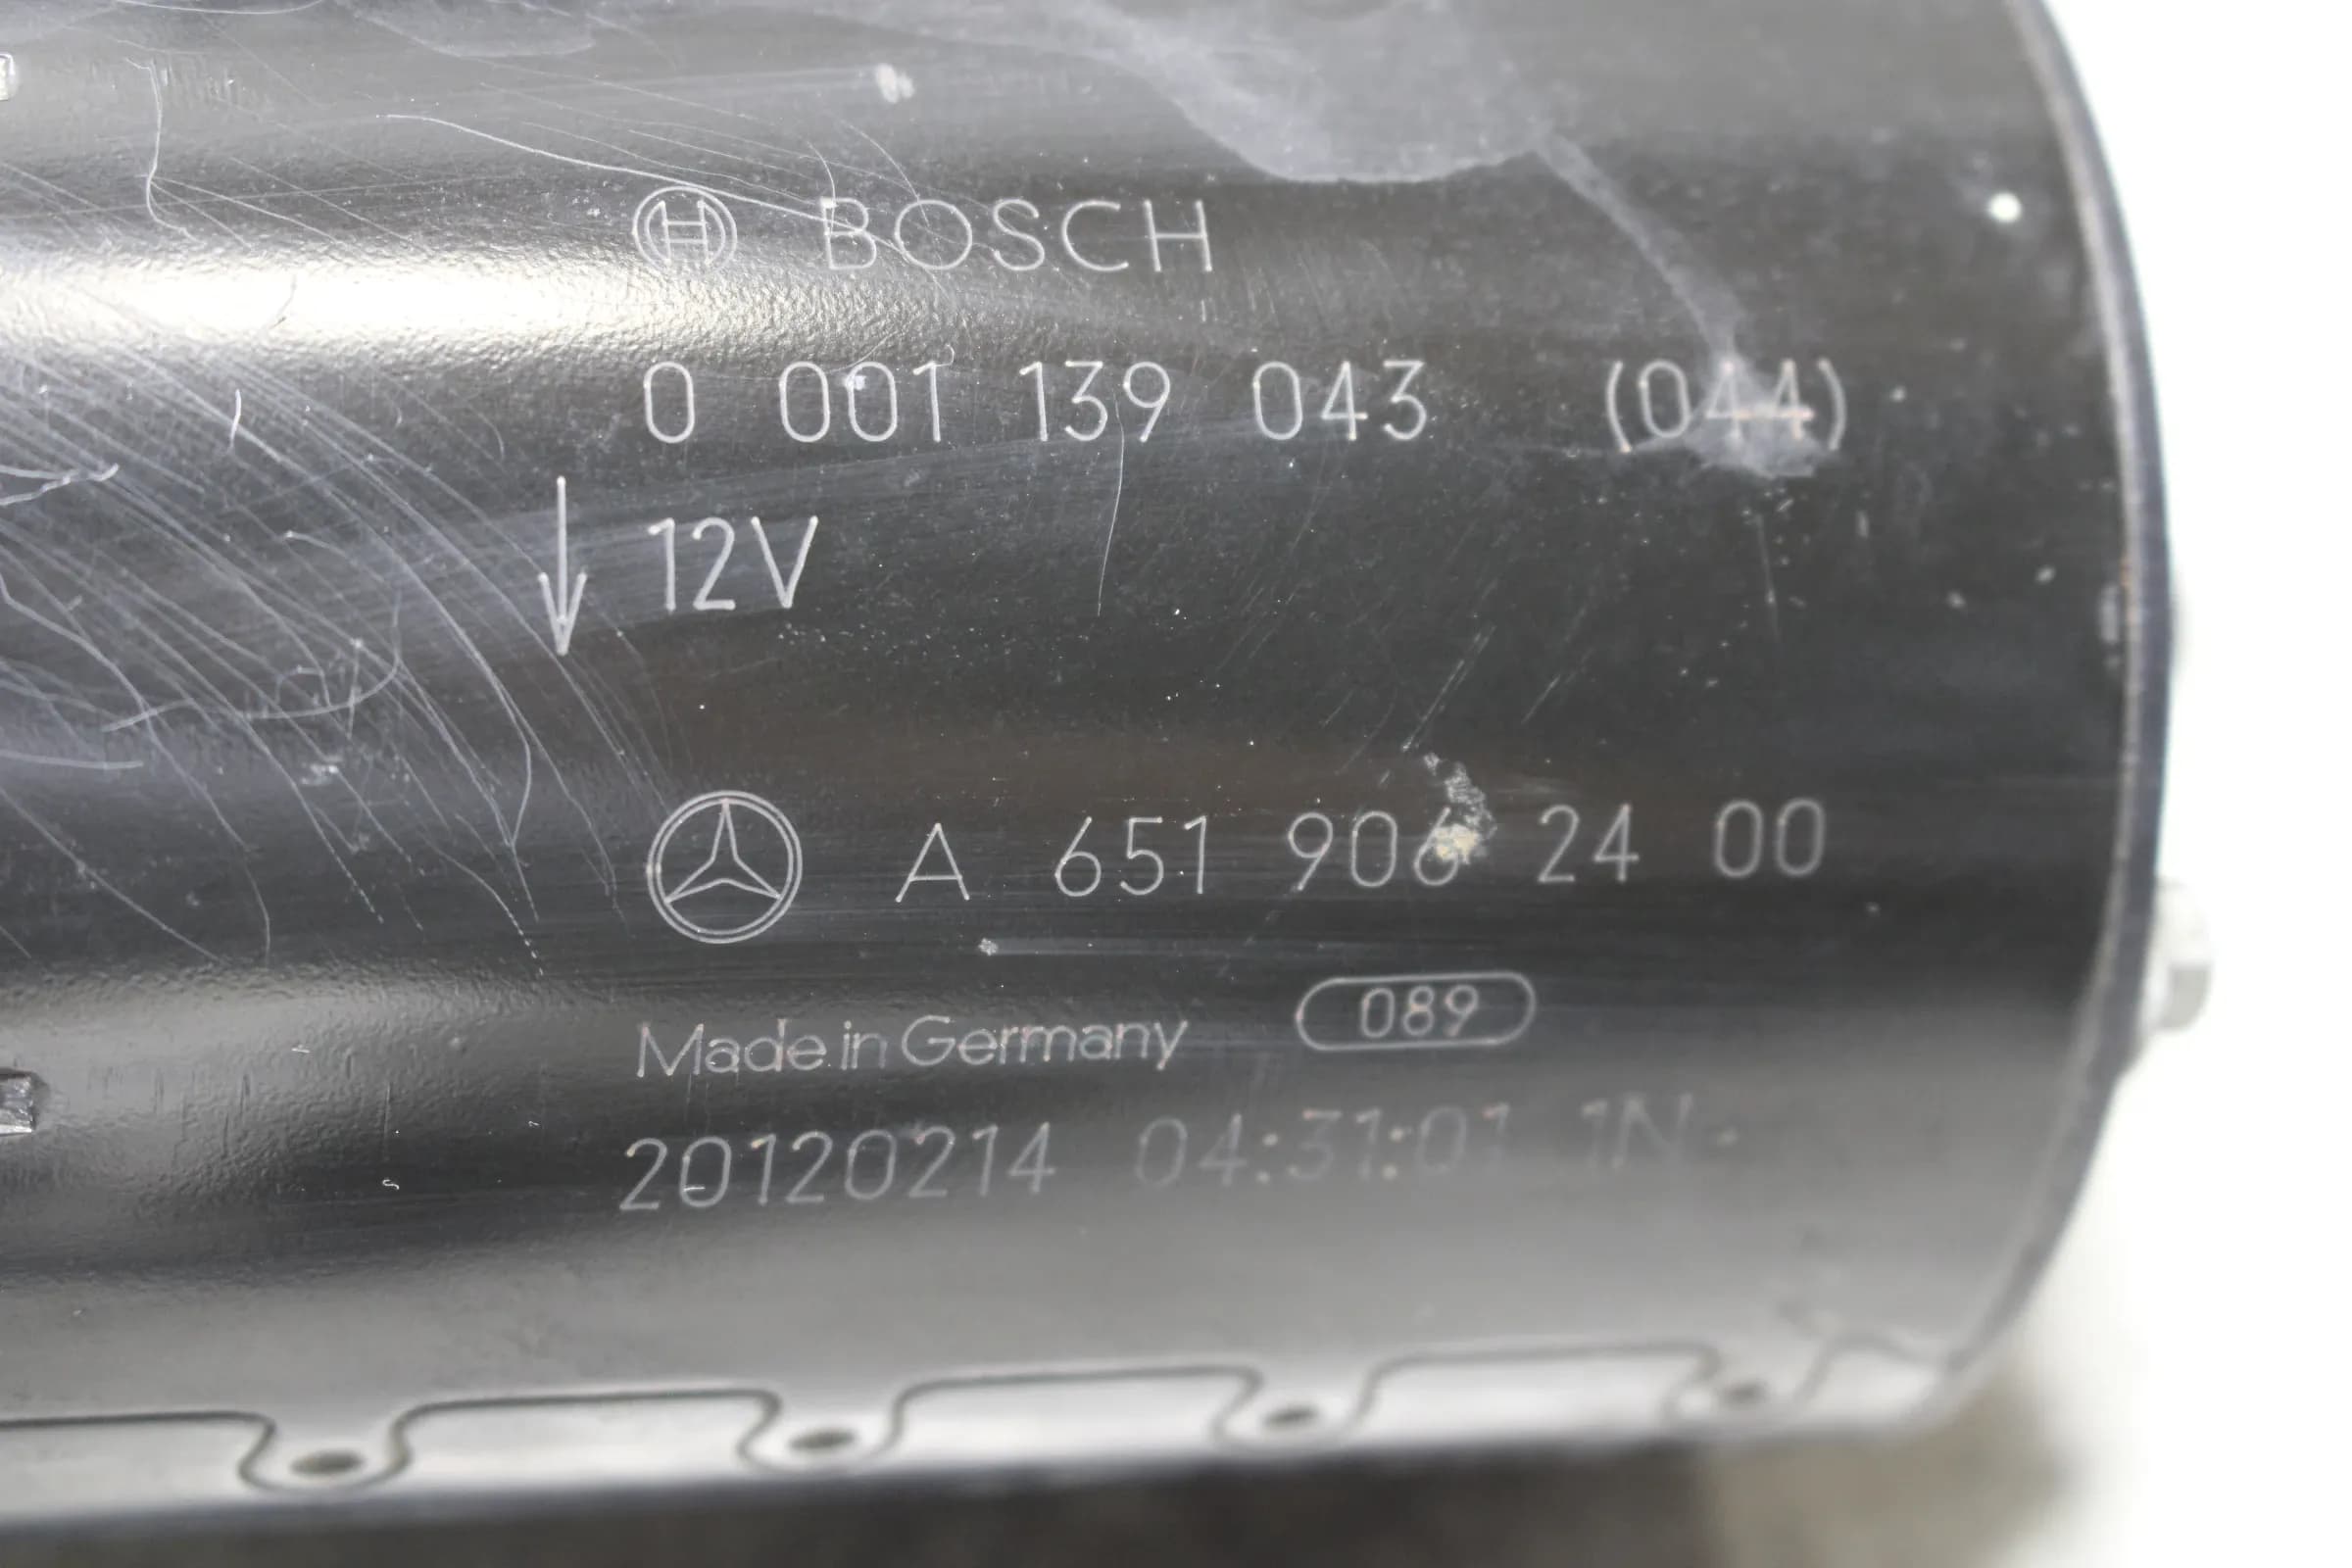 BOSCH
0 001 139 043 (044)
12V
A 651 906 24 00
Made in Germany 089
20120214 04:31:01 1N